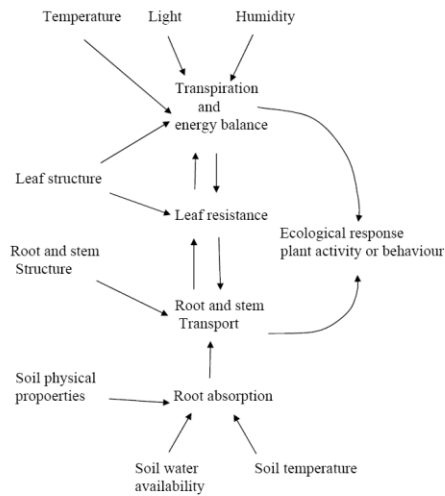 Temperature Light Humidity
Transpiration
and
energy balance
Leaf structure
Leaf resistance
Ecological response
plant activity or behaviour
Root and stem
Structure
Root and stem
Transport
Soil physical
propoerties
Root absorption
Soil water
availability
Soil temperature